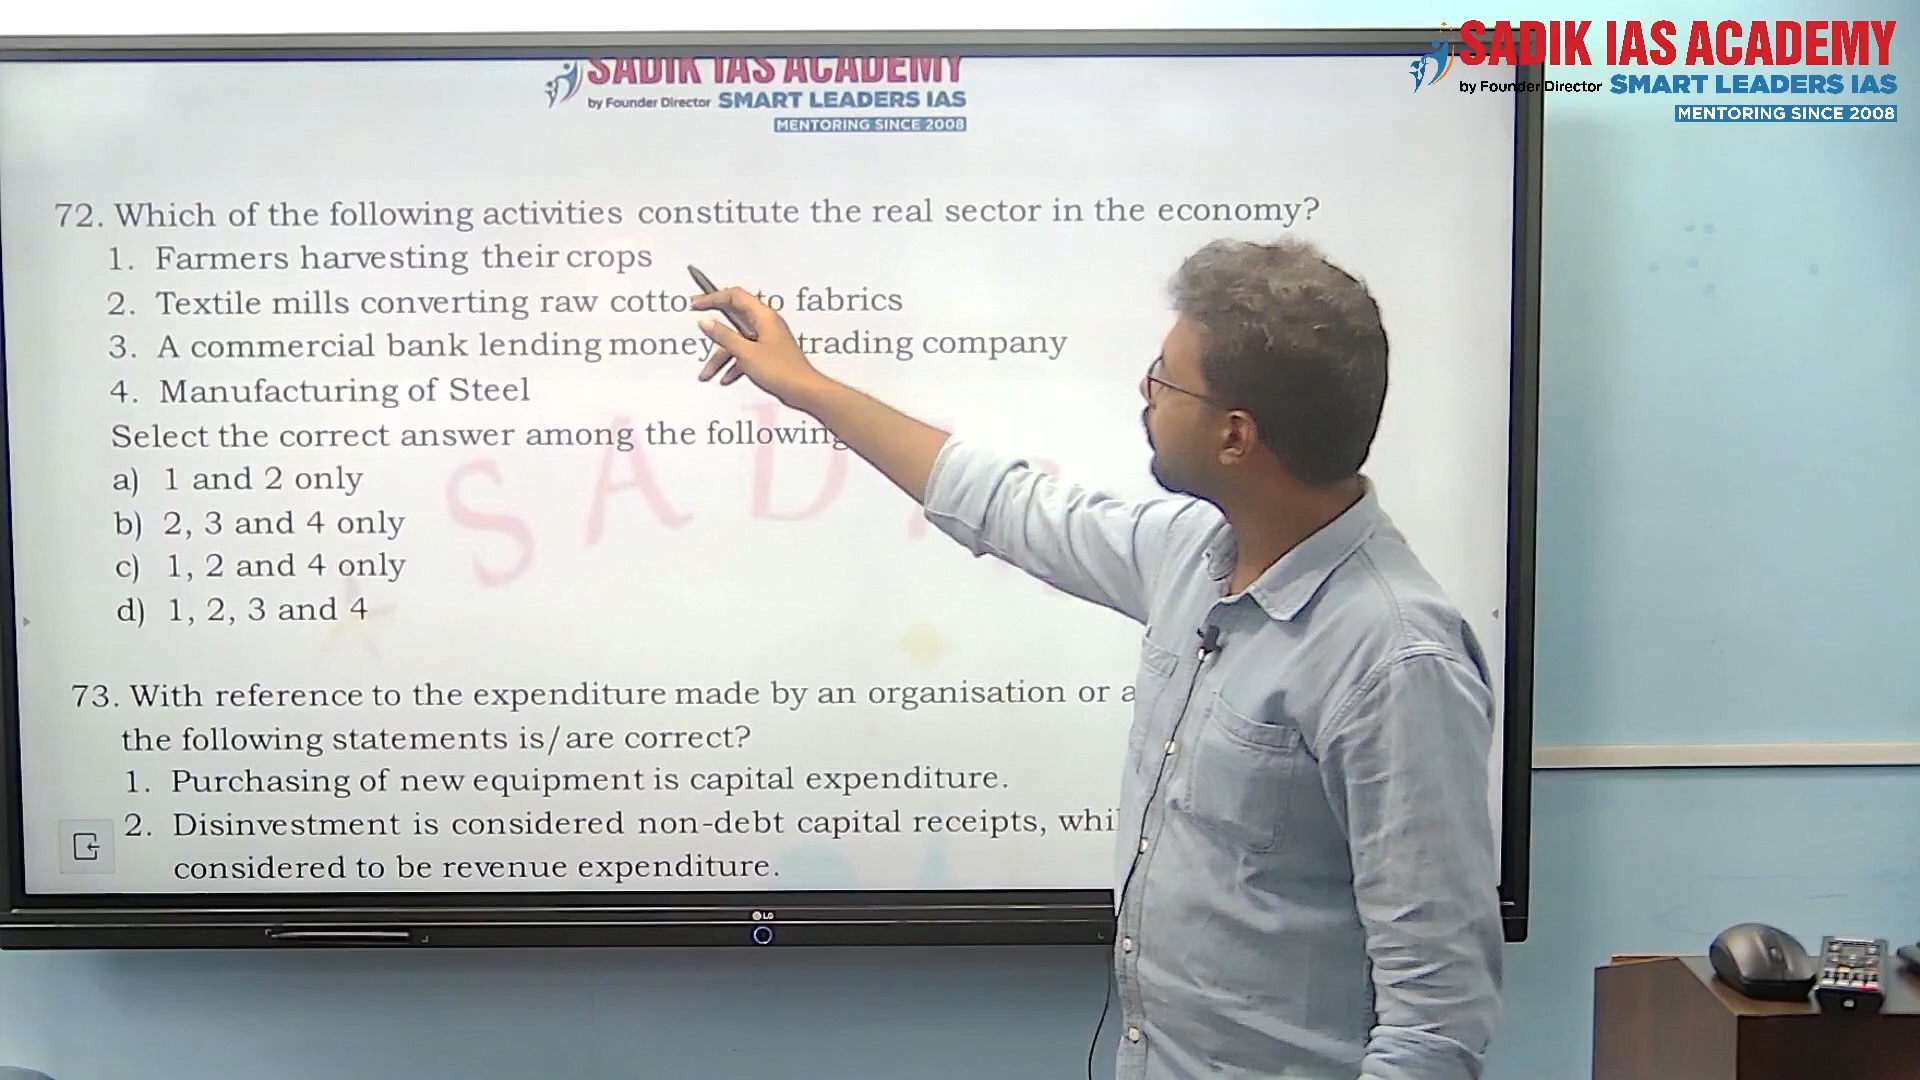 SADIK IAS ACADEMY
by Founder Director SMART LEADERS IAS
MENTORING SINCE 2008
SADIK IAS ACADEMY
by Founder Director SMART LEADERS IAS
MENTORING SINCE 2008
72. Which of the following activities constitute the real sector in the economy?
1. Farmers harvesting their crops
2. Textile mills converting raw to fabrics
3. A commercial bank lending money trading company
4. Manufacturing of Steel
Select the correct answer among the following
a) 1 and 2 only
b) 2, 3 and 4 only
c) 1, 2 and 4 only
d) 1, 2, 3 and 4
SAD
73. With reference to the expenditure made by an organisation or
the following statements is/are correct?
1. Purchasing of new equipment is capital expenditure.
2. Disinvestment is considered non-debt capital receipts,
considered to be revenue expenditure.
LG